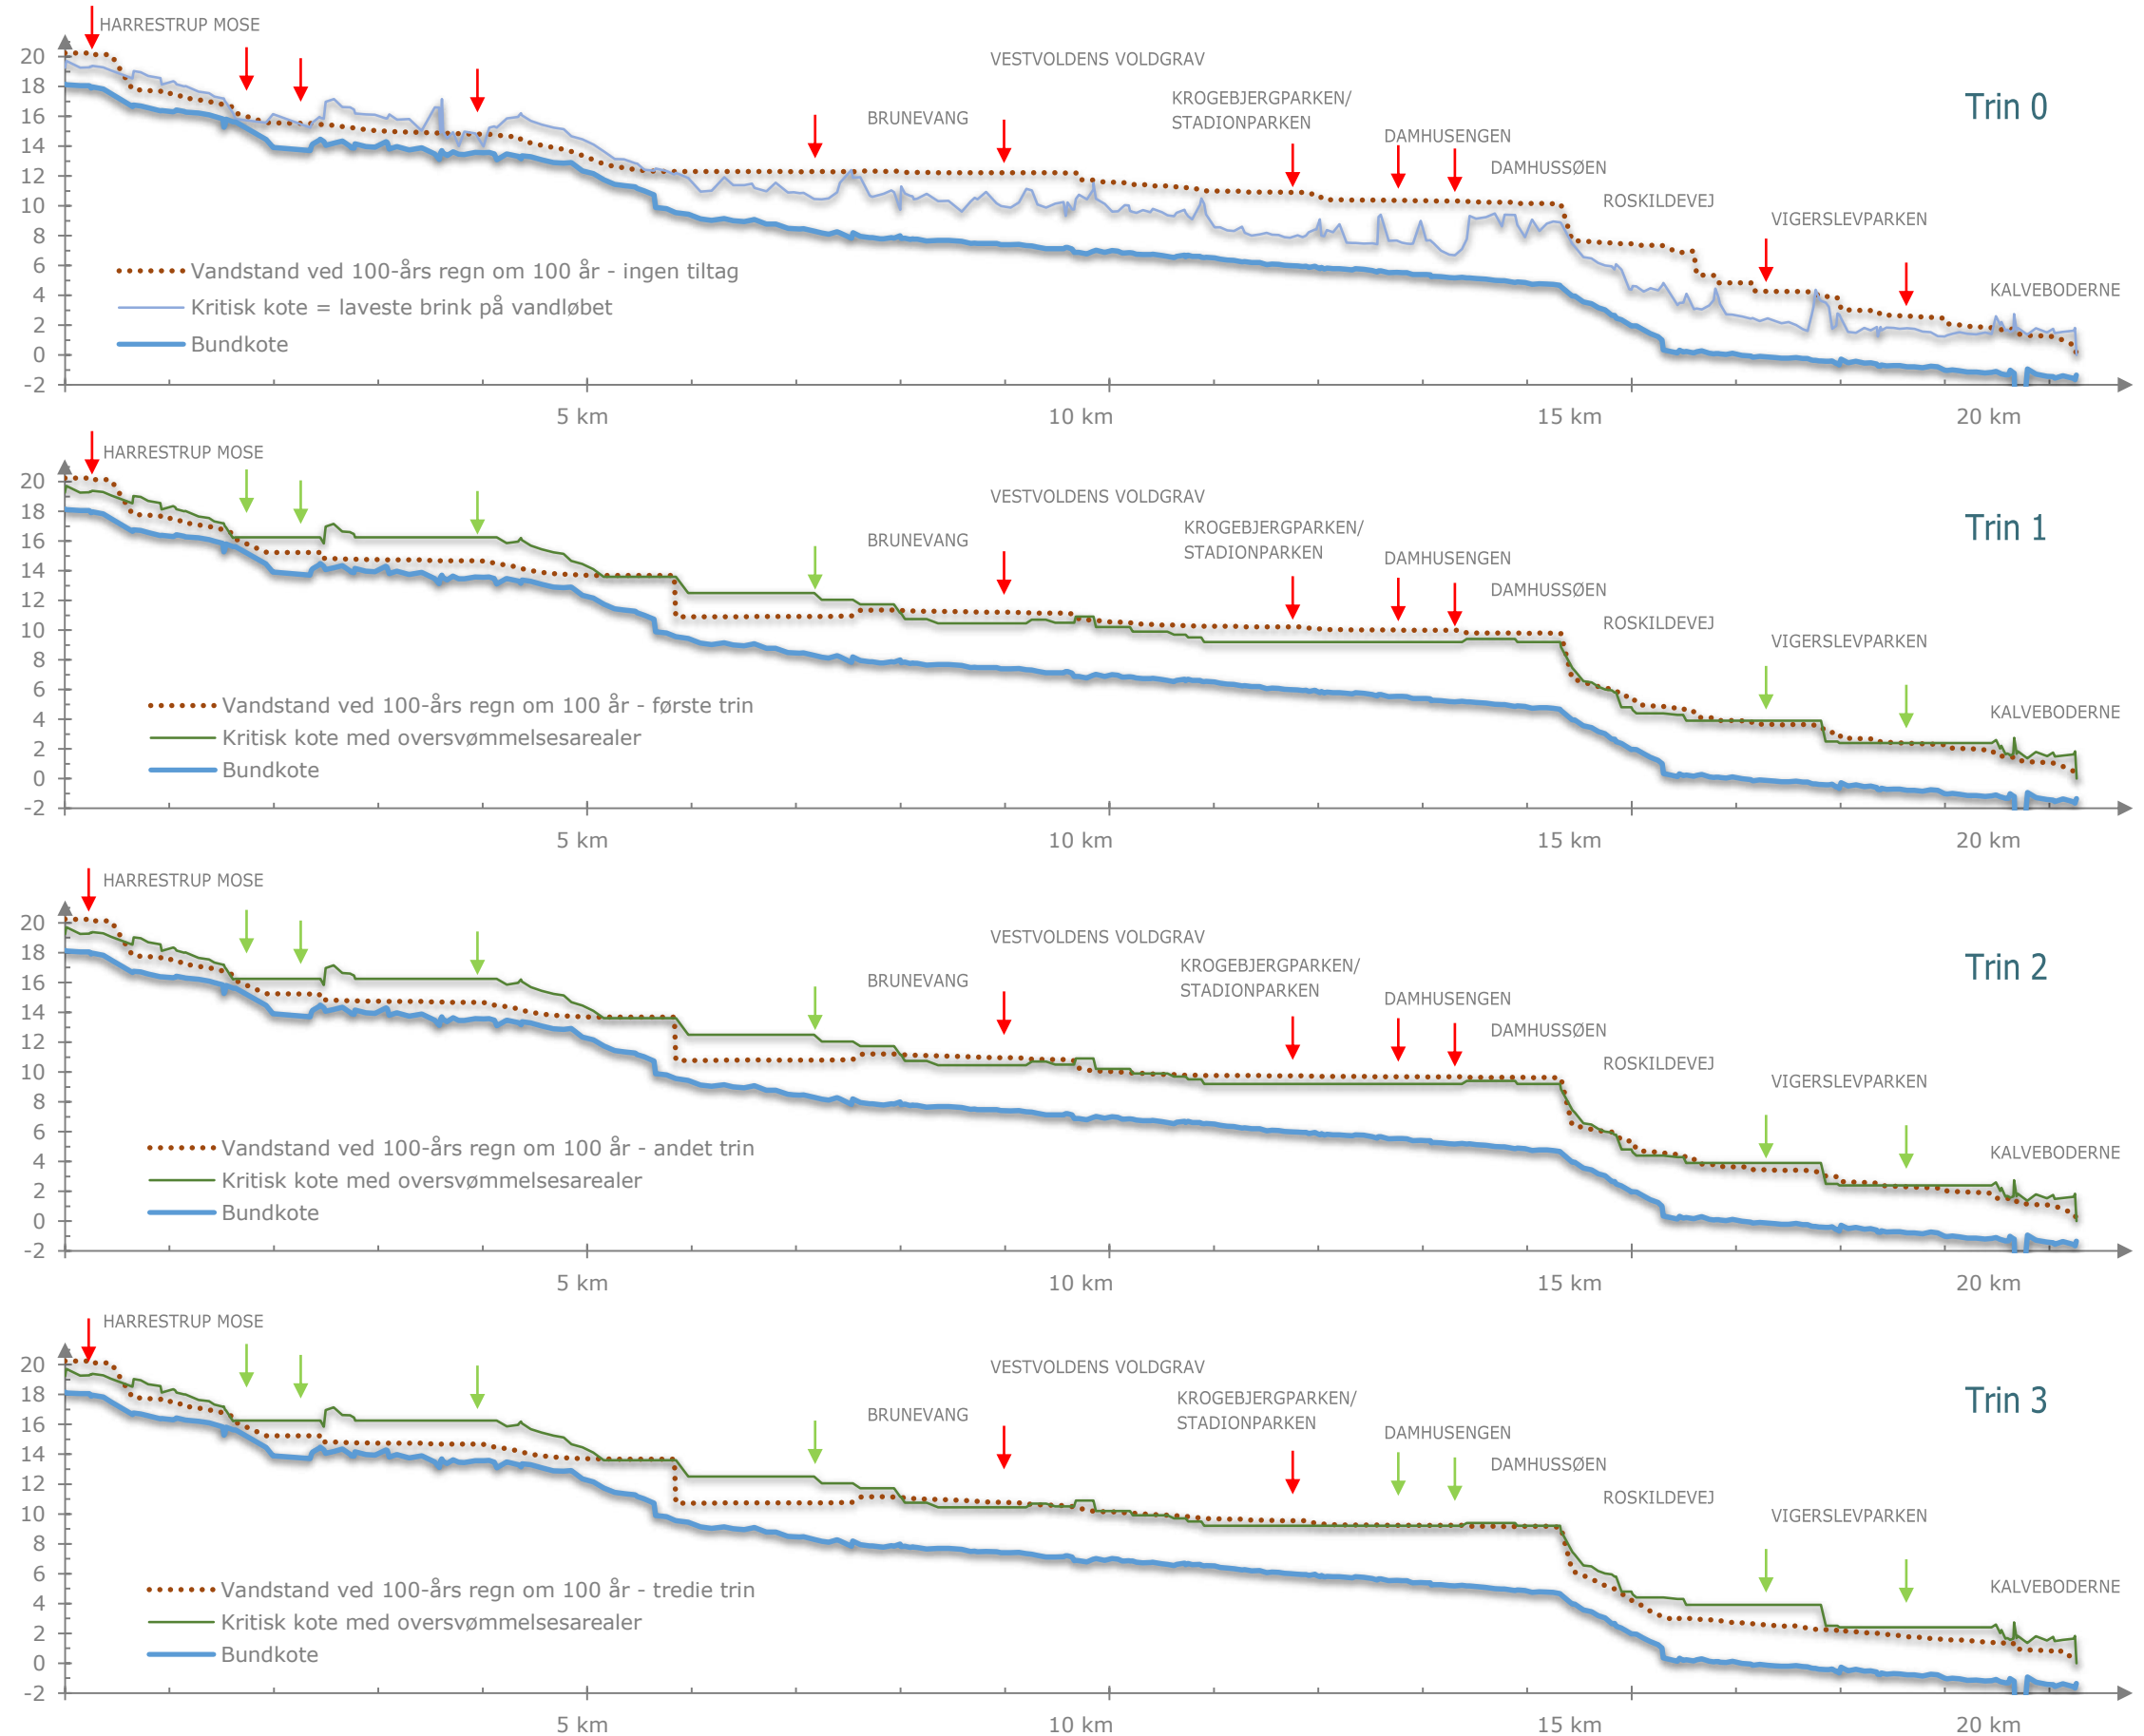 HARRESTRUP MOSE
VESTVOLDENS VOLDGRAV
BRUNEVANG
KROGEBJERGPARKEN/
STADIONPARKEN
DAMHUSENGEN
DAMHUSSØEN
ROSKILDEVEJ
VIGERSLEVPARKEN
KALVEBODERNE
Trin 0
20
18
16
14
12
10
8
6
4
2
0
-2
Vandstand ved 100-års regn om 100 år - ingen tiltag
Kritisk kote = laveste brink på vandløbet
Bundkote
5 km
10 km
15 km
20 km
HARRESTRUP MOSE
VESTVOLDENS VOLDGRAV
BRUNEVANG
KROGEBJERGPARKEN/
STADIONPARKEN
DAMHUSENGEN
DAMHUSSØEN
ROSKILDEVEJ
VIGERSLEVPARKEN
KALVEBODERNE
Trin 1
20
18
16
14
12
10
8
6
4
2
0
-2
Vandstand ved 100-års regn om 100 år - første trin
Kritisk kote med oversvømmelsesarealer
Bundkote
5 km
10 km
15 km
20 km
HARRESTRUP MOSE
VESTVOLDENS VOLDGRAV
BRUNEVANG
KROGEBJERGPARKEN/
STADIONPARKEN
DAMHUSENGEN
DAMHUSSØEN
ROSKILDEVEJ
VIGERSLEVPARKEN
KALVEBODERNE
Trin 2
20
18
16
14
12
10
8
6
4
2
0
-2
Vandstand ved 100-års regn om 100 år - andet trin
Kritisk kote med oversvømmelsesarealer
Bundkote
5 km
10 km
15 km
20 km
HARRESTRUP MOSE
VESTVOLDENS VOLDGRAV
BRUNEVANG
KROGEBJERGPARKEN/
STADIONPARKEN
DAMHUSENGEN
DAMHUSSØEN
ROSKILDEVEJ
VIGERSLEVPARKEN
KALVEBODERNE
Trin 3
20
18
16
14
12
10
8
6
4
2
0
-2
Vandstand ved 100-års regn om 100 år - tredie trin
Kritisk kote med oversvømmelsesarealer
Bundkote
5 km
10 km
15 km
20 km